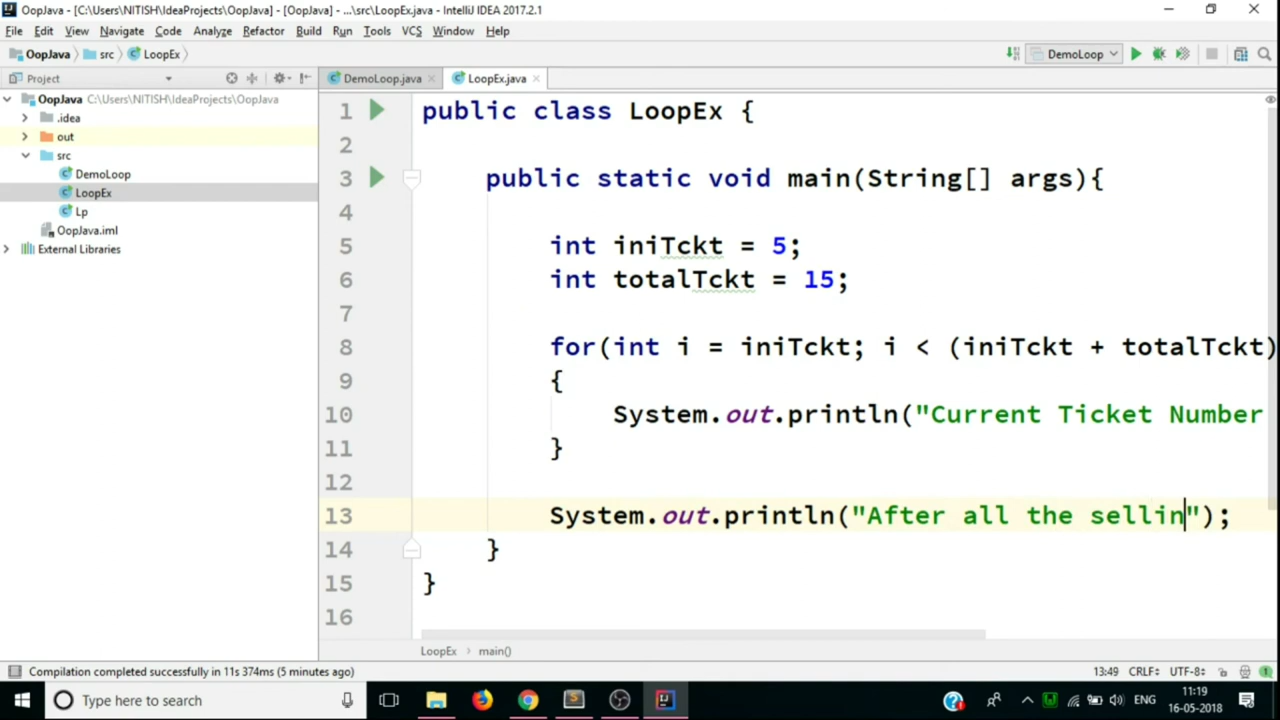 OopJava - [C:\Users\NITISH\IdeaProjects\OopJava] - [OopJava] - ...\src\LoopEx.java - IntelliJ IDEA 2017.2.1
File Edit View Navigate Code Analyze Refactor Build Run Tools VCS Window Help
OopJava src LoopEx DemoLoop
Project DemoLoop.java LoopEx.java
OopJava C:\Users\NITISH\IdeaProjects\OopJava
.idea
out
src
DemoLoop
LoopEx
Lp
OopJava.iml
External Libraries
1 public class LoopEx {
2
3 public static void main(String[] args){
4
5 int iniTckt = 5;
6 int totalTckt = 15;
7
8 for(int i = iniTckt; i < (iniTckt + totalTckt)
9 {
10 System.out.println("Current Ticket Number
11 }
12
13 System.out.println("After all the sellin");
14 }
15 }
16
LoopEx main()
Compilation completed successfully in 11s 374ms (5 minutes ago) 13:49 CRLF UTF-8
Type here to search ENG 11:19
16-05-2018